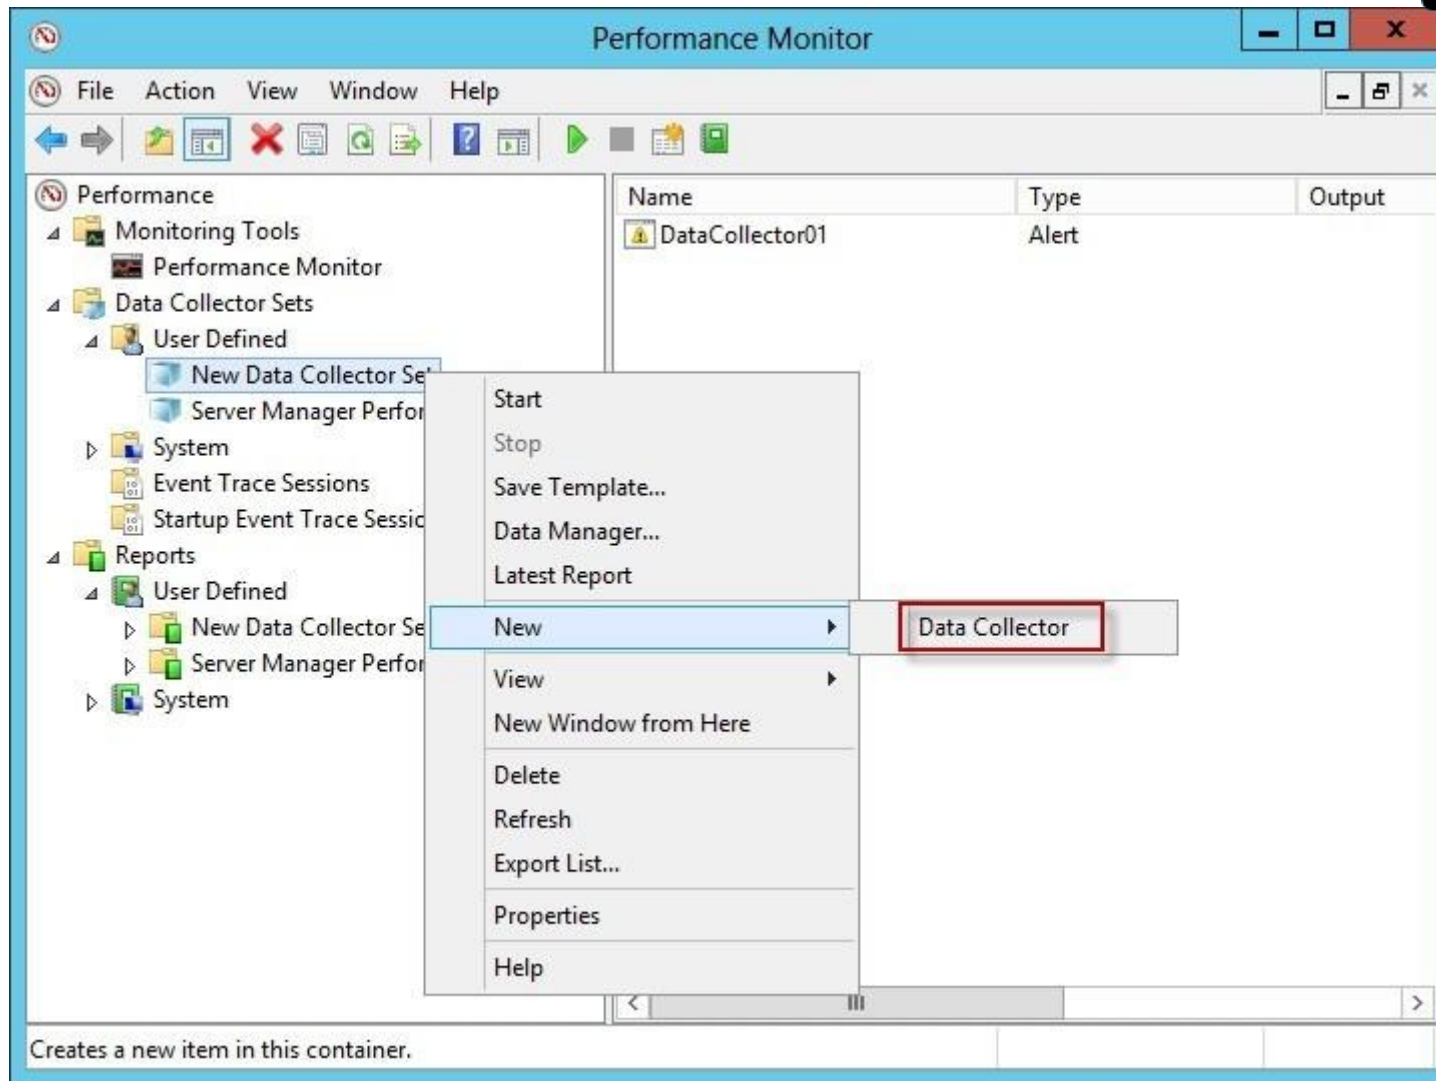 Performance Monitor
File Action View Window Help
Performance
Monitoring Tools
Performance Monitor
Data Collector Sets
User Defined
New Data Collector Set
Server Manager Perfor
System
Event Trace Sessions
Startup Event Trace Sessic
Reports
User Defined
New Data Collector Se
Server Manager Perfor
System
Name Type Output
DataCollector01 Alert
Start
Stop
Save Template...
Data Manager...
Latest Report
New
Data Collector
View
New Window from Here
Delete
Refresh
Export List...
Properties
Help
Creates a new item in this container.